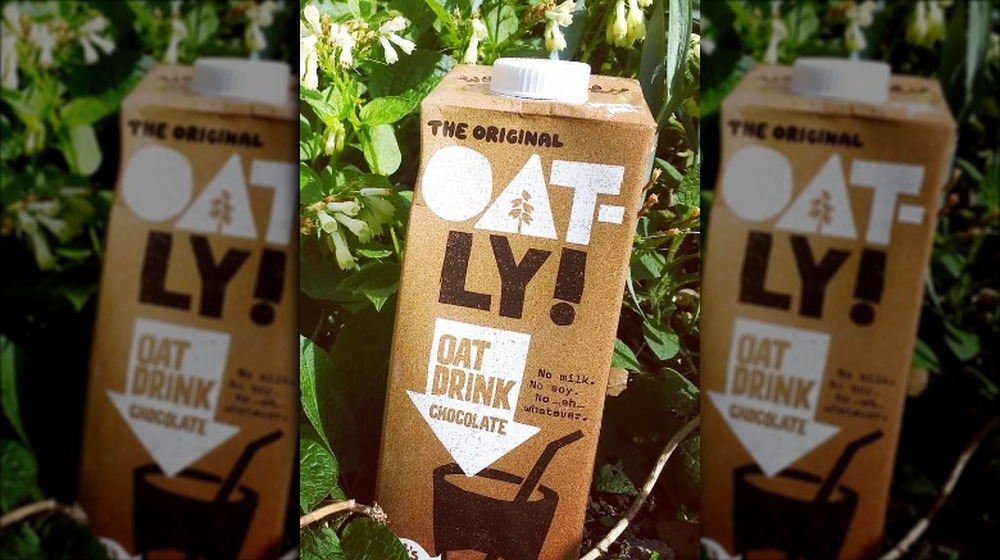 THE ORIGINAL
OAT-
LY!
OAT
DRINK
CHOCOLATE
No milk.
No soy.
No …eh…
whatever.